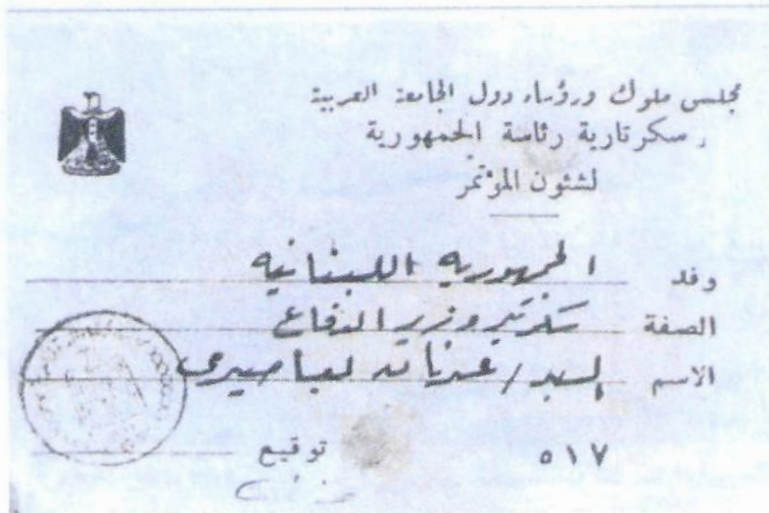 مجلس ملوك ورؤساء دول الجامعة العربية
سكرتارية رئاسة الجمهورية
لشئون المؤتمر
وفد الجمهورية اللبنانية
الصفة سكرتير وزير الدفاع
الاسم السيد / عدنان لعباصيرى
٥١٧ توقيع